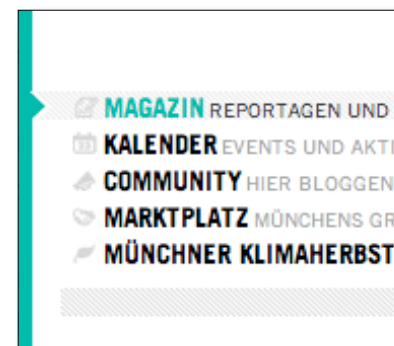 MAGAZIN REPORTAGEN UND
KALENDER EVENTS UND AKTI
COMMUNITY HIER BLOGGEN
MARKTPLATZ MÜNCHENS GR
MÜNCHNER KLIMAHERBST